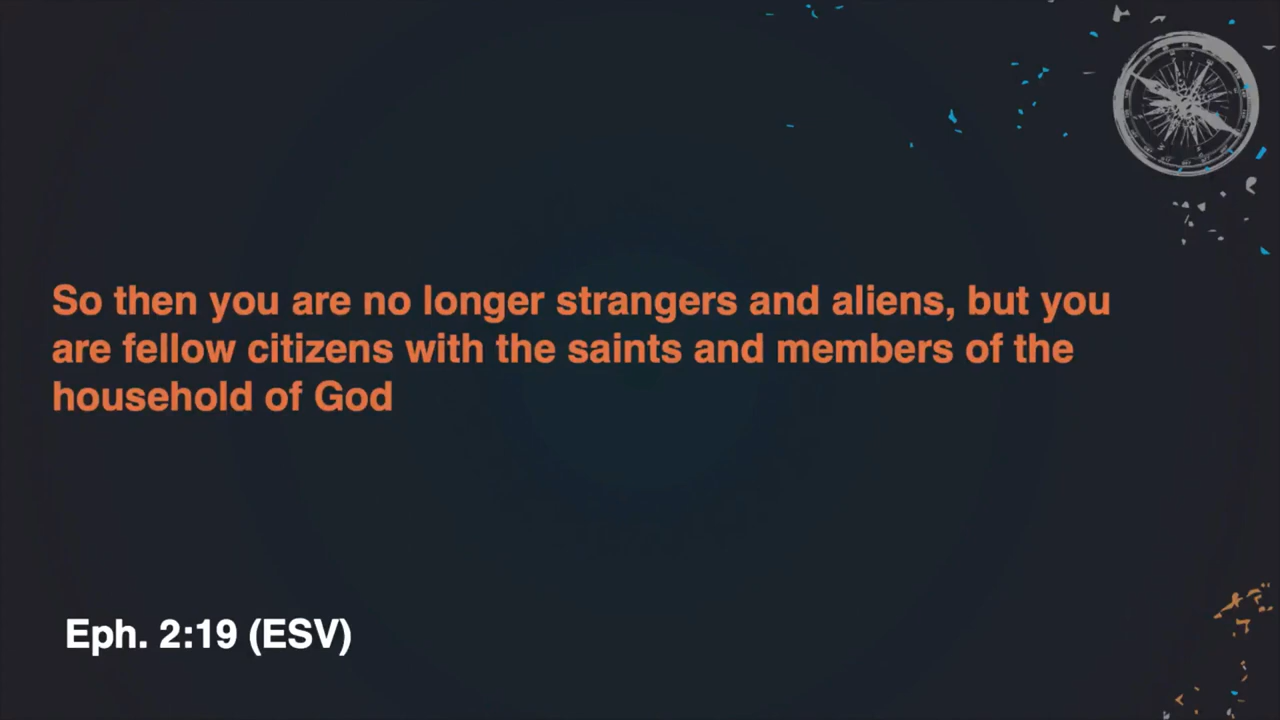 So then you are no longer strangers and aliens, but you
are fellow citizens with the saints and members of the
household of God
Eph. 2:19 (ESV)